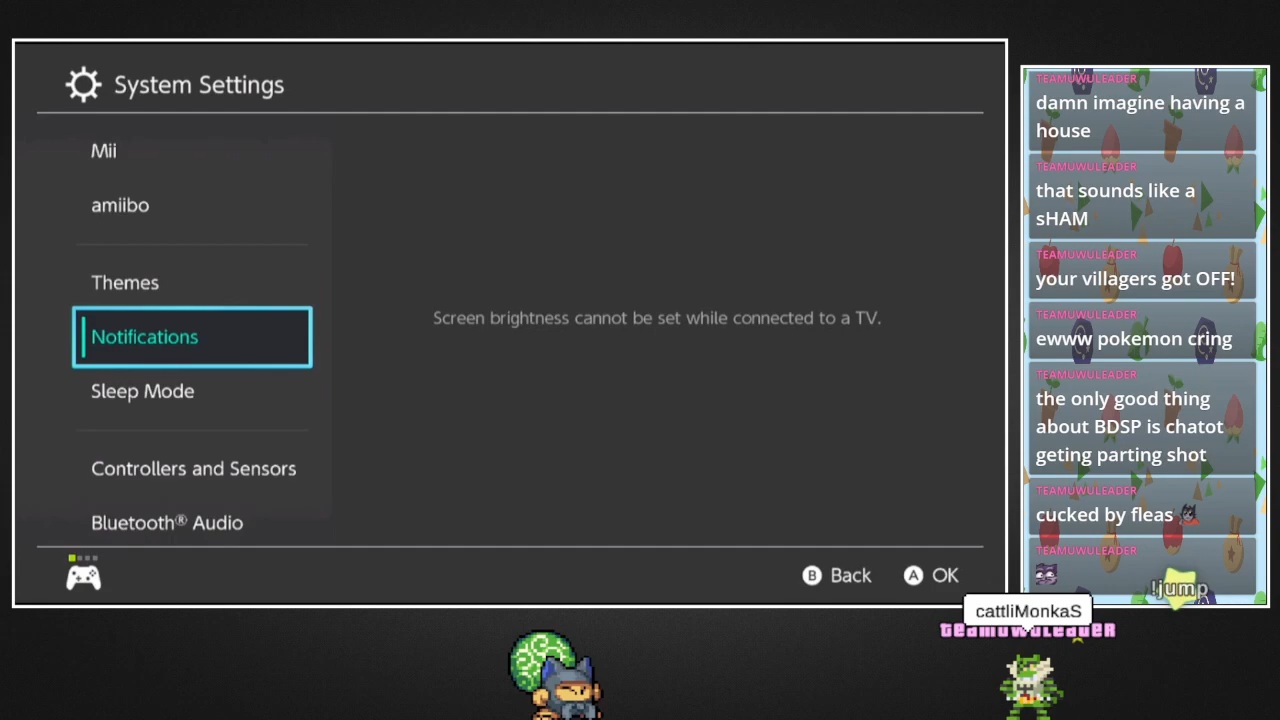 System Settings
Mii
amiibo
Themes
Notifications
Sleep Mode
Controllers and Sensors
Bluetooth® Audio
Screen brightness cannot be set while connected to a TV.
B Back
A OK
TEAMUWULEADER
damn imagine having a
house
TEAMUWULEADER
that sounds like a
sHAM
TEAMUWULEADER
your villagers got OFF!
TEAMUWULEADER
ewww pokemon cring
TEAMUWULEADER
the only good thing
about BDSP is chatot
geting parting shot
TEAMUWULEADER
cucked by fleas
TEAMUWULEADER
!jump
cattliMonkaS
teamuwuleader